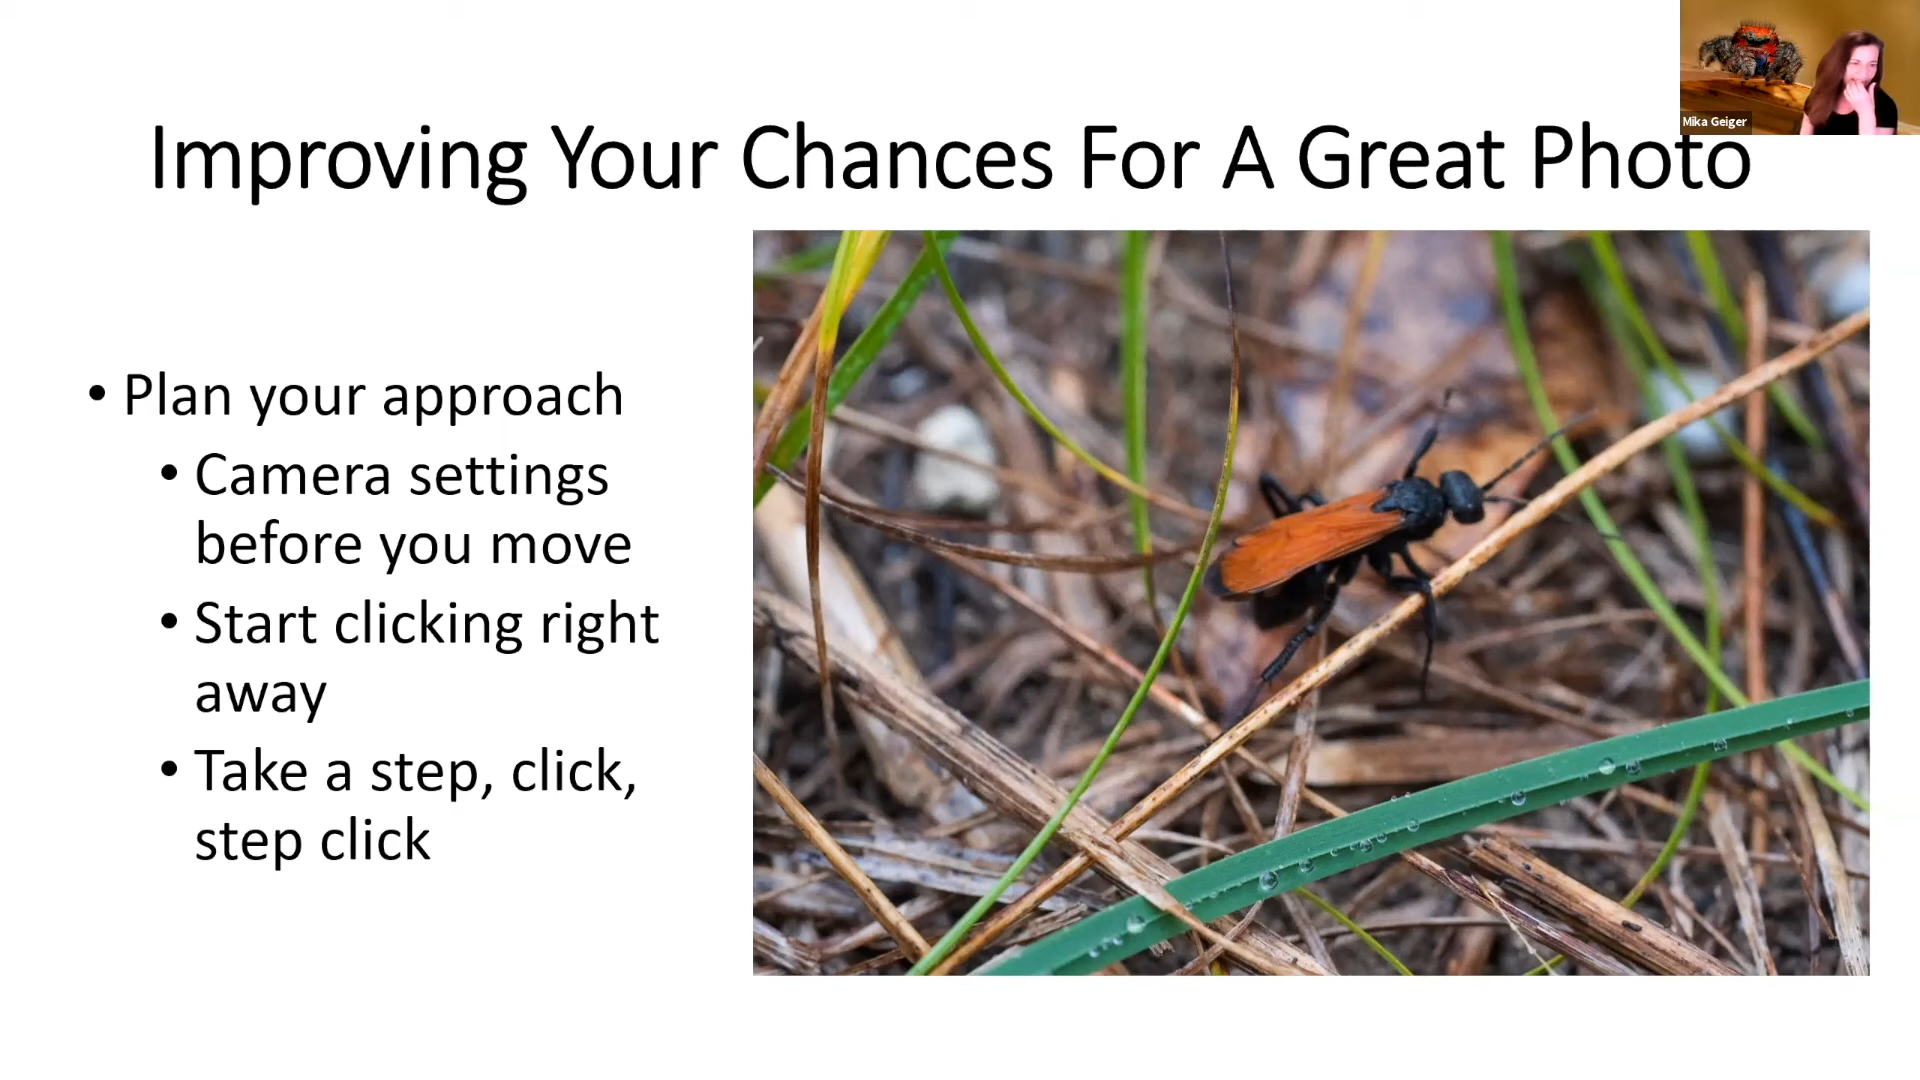 Mika Geiger
Improving Your Chances For A Great Photo
• Plan your approach
• Camera settings
before you move
• Start clicking right
away
• Take a step, click,
step click